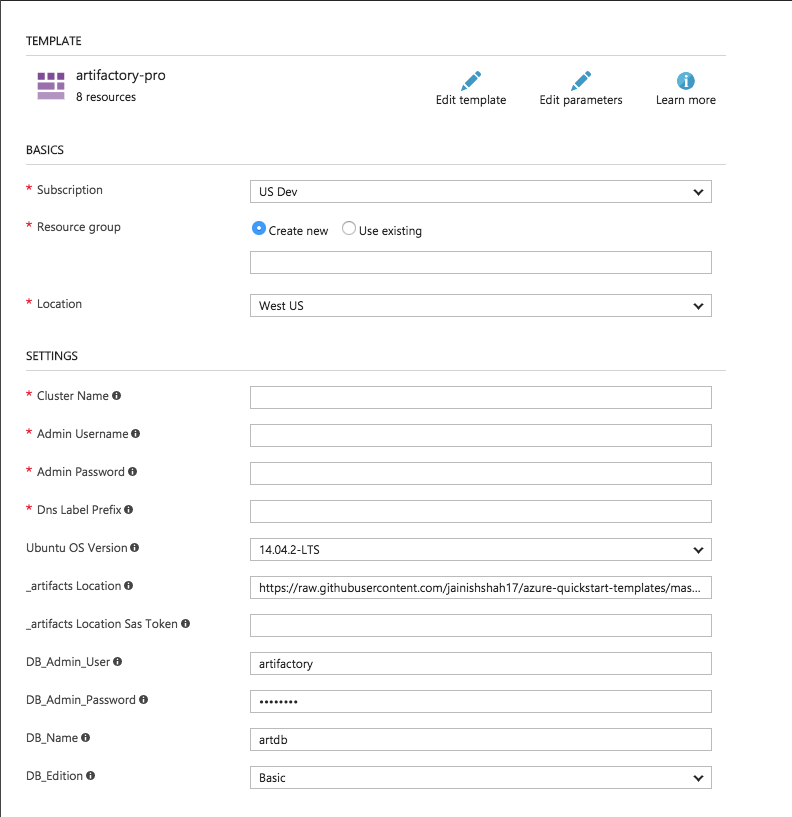 TEMPLATE
artifactory-pro
8 resources
Edit template
Edit parameters
Learn more
BASICS
* Subscription
US Dev
* Resource group
Create new
Use existing
* Location
West US
SETTINGS
* Cluster Name
* Admin Username
* Admin Password
* Dns Label Prefix
Ubuntu OS Version
14.04.2-LTS
_artifacts Location
https://raw.githubusercontent.com/jainishshah17/azure-quickstart-templates/mas...
_artifacts Location Sas Token
DB_Admin_User
artifactory
DB_Admin_Password
••••••••
DB_Name
artdb
DB_Edition
Basic